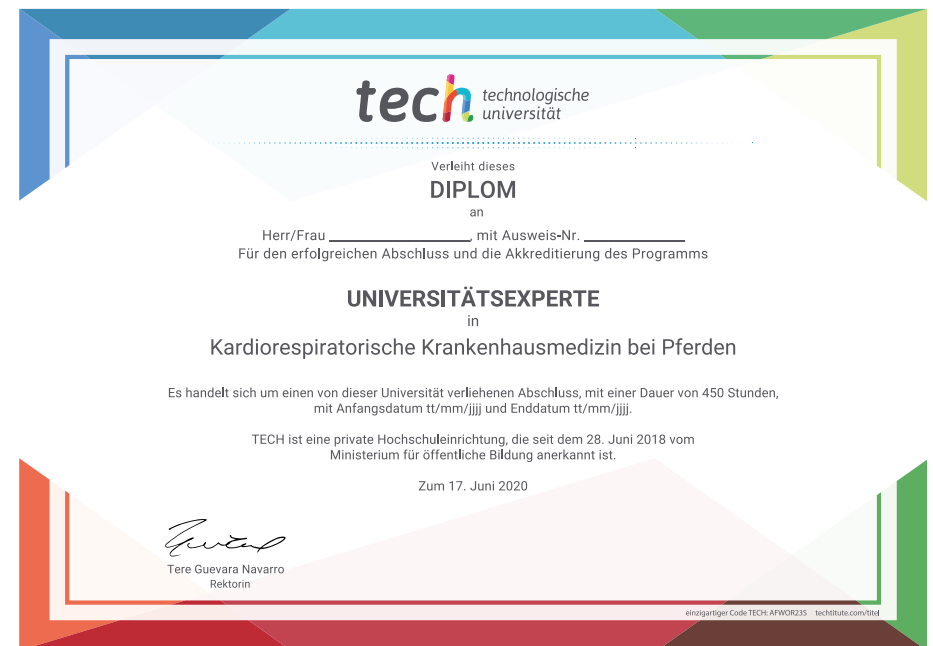 tech technologische
universität
Verleiht dieses
DIPLOM
an
Herr/Frau ____________________, mit Ausweis-Nr. ______________
Für den erfolgreichen Abschluss und die Akkreditierung des Programms
UNIVERSITÄTSEXPERTE
in
Kardiorespiratorische Krankenhausmedizin bei Pferden
Es handelt sich um einen von dieser Universität verliehenen Abschluss, mit einer Dauer von 450 Stunden,
mit Anfangsdatum tt/mm/jjjj und Enddatum tt/mm/jjjj.
TECH ist eine private Hochschuleinrichtung, die seit dem 28. Juni 2018 vom
Ministerium für öffentliche Bildung anerkannt ist.
Zum 17. Juni 2020
Tere Guevara Navarro
Rektorin
einzigartiger Code TECH: AFWOR23S techtitute.com/titel